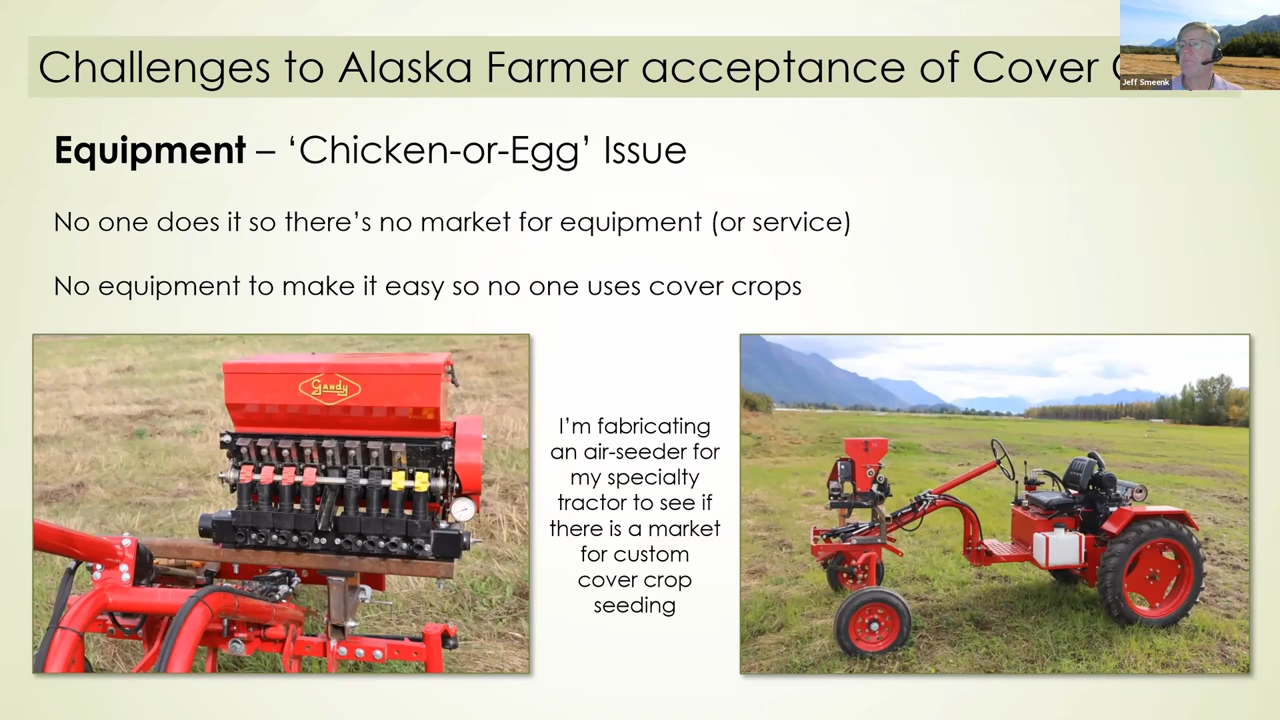 Challenges to Alaska Farmer acceptance of Cover
Jeff Smeenk
Equipment – ‘Chicken-or-Egg’ Issue
No one does it so there’s no market for equipment (or service)
No equipment to make it easy so no one uses cover crops
Gandy
I’m fabricating
an air-seeder for
my specialty
tractor to see if
there is a market
for custom
cover crop
seeding